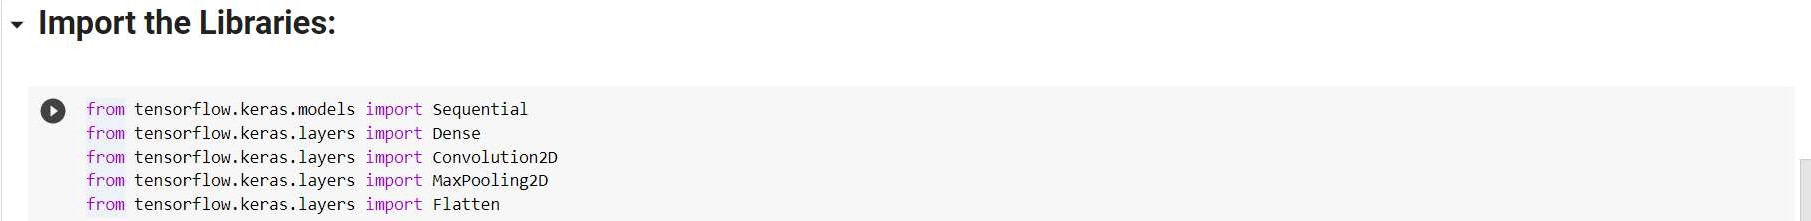 Import the Libraries:
from tensorflow.keras.models import Sequential
from tensorflow.keras.layers import Dense
from tensorflow.keras.layers import Convolution2D
from tensorflow.keras.layers import MaxPooling2D
from tensorflow.keras.layers import Flatten